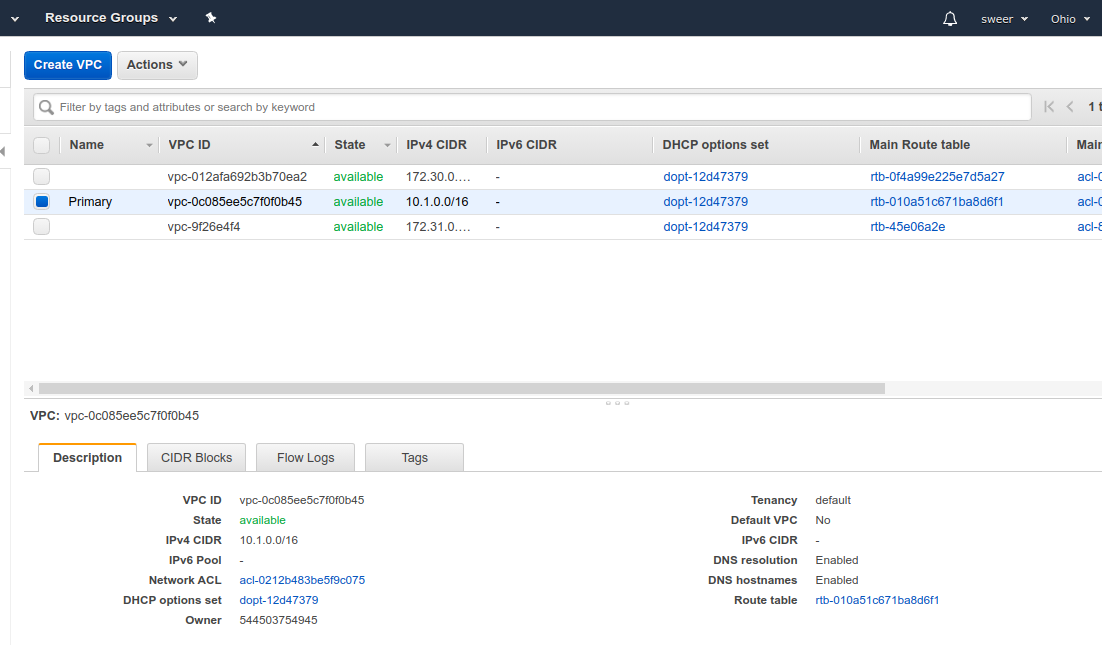 Resource Groups sweer Ohio
Create VPC Actions
Filter by tags and attributes or search by keyword 1
Name VPC ID State IPv4 CIDR IPv6 CIDR DHCP options set Main Route table Main
vpc-012afa692b3b70ea2 available 172.30.0.... - dopt-12d47379 rtb-0f4a99e225e7d5a27 acl-0
Primary vpc-0c085ee5c7f0f0b45 available 10.1.0.0/16 - dopt-12d47379 rtb-010a51c671ba8d6f1 acl-0
vpc-9f26e4f4 available 172.31.0.... - dopt-12d47379 rtb-45e06a2e acl-8
VPC: vpc-0c085ee5c7f0f0b45
Description CIDR Blocks Flow Logs Tags
VPC ID vpc-0c085ee5c7f0f0b45 Tenancy default
State available Default VPC No
IPv4 CIDR 10.1.0.0/16 IPv6 CIDR -
IPv6 Pool - DNS resolution Enabled
Network ACL acl-0212b483be5f9c075 DNS hostnames Enabled
DHCP options set dopt-12d47379 Route table rtb-010a51c671ba8d6f1
Owner 544503754945